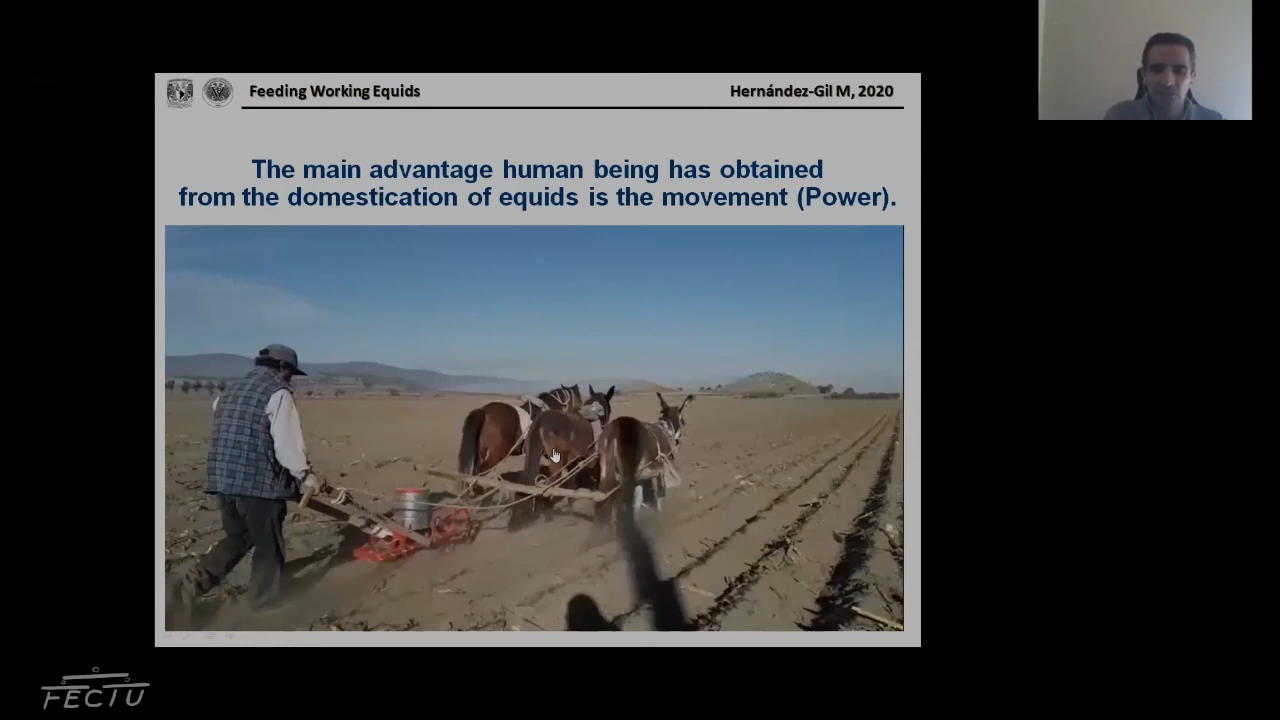 Feeding Working Equids
Hernández-Gil M, 2020
The main advantage human being has obtained
from the domestication of equids is the movement (Power).
FECTU